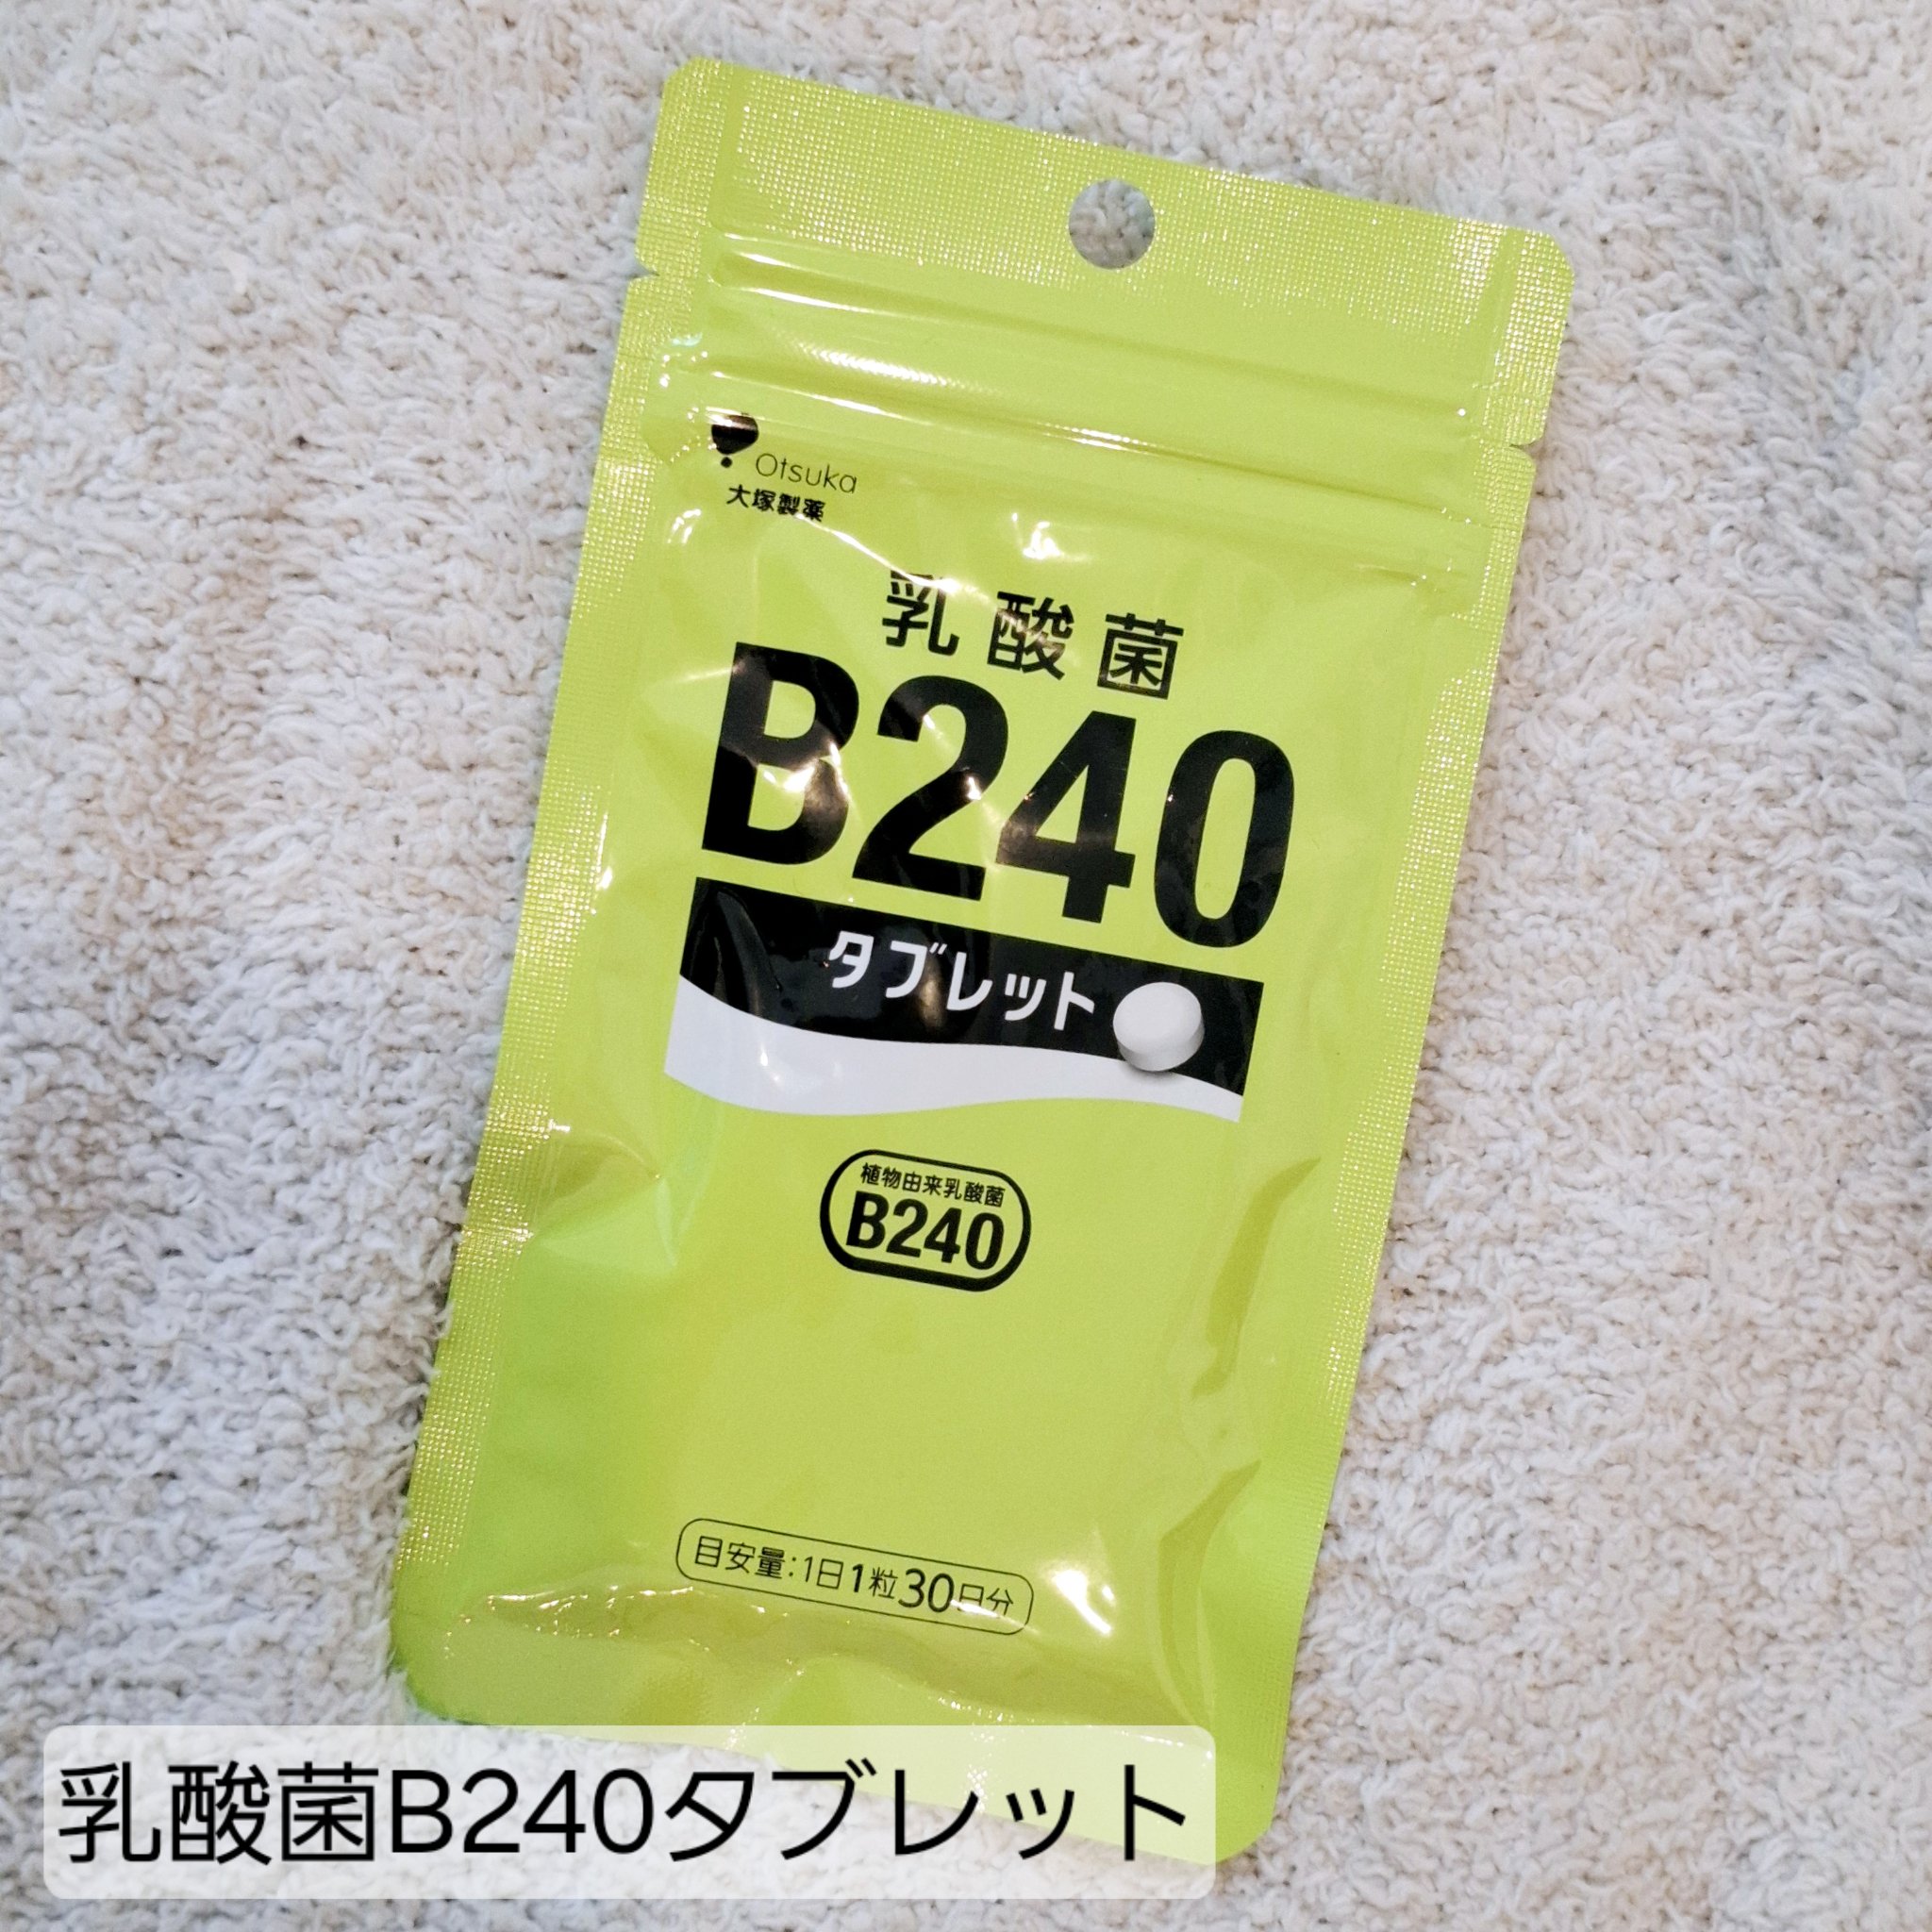 Otsuka
大塚製薬
乳酸菌
B240
タブレット
植物由来乳酸菌
B240
目安量:1日1粒30日分
乳酸菌B240タブレット